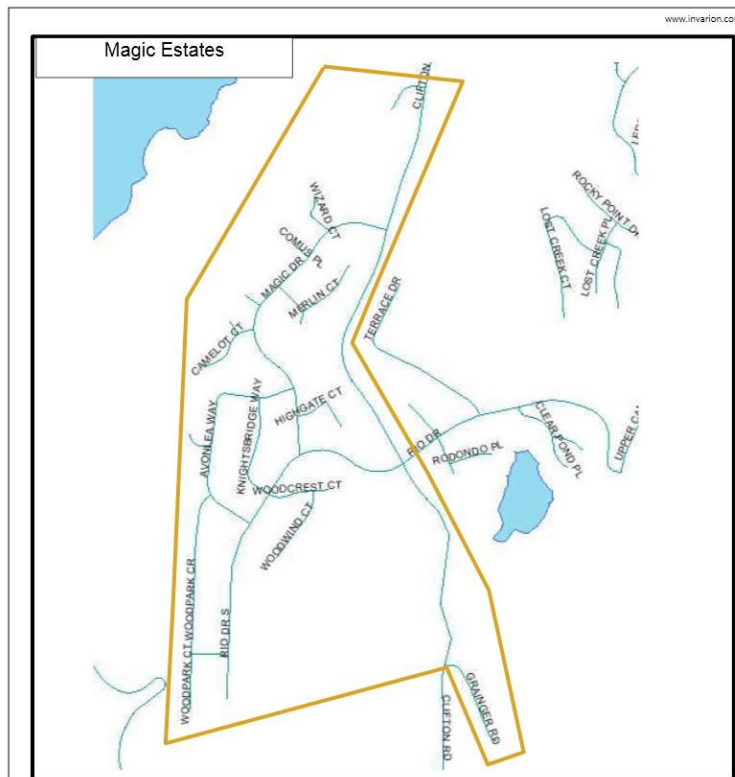 www.invarion.com
Magic Estates
CLIFTON
WIZARD CT
COMUS PL
MAGIC DR
MERLIN CT
CAMELOT CT
TERRACE DR
ROCKY POINT DR
LOST CREEK CT
LOST CREEK PL
AVONLEA WAY
KNIGHTSBRIDGE WAY
HIGHGATE CT
RIO DR
RODONDO PL
CLEAR POND PL
UPPER CA
WOODCREST CT
WOODWIND CT
WOODPARK CR
WOODPARK CT
RIO DR S
CLIFTON RD
GRAINGER RD